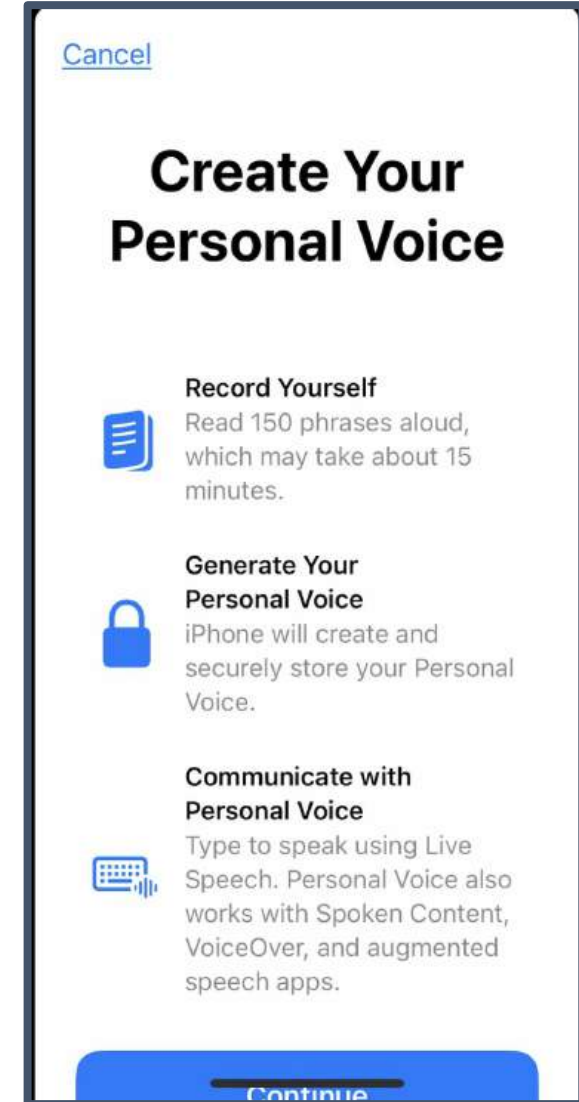 Cancel
Create Your
Personal Voice
Record Yourself
Read 150 phrases aloud,
which may take about 15
minutes.
Generate Your
Personal Voice
iPhone will create and
securely store your Personal
Voice.
Communicate with
Personal Voice
Type to speak using Live
Speech. Personal Voice also
works with Spoken Content,
VoiceOver, and augmented
speech apps.
Continue